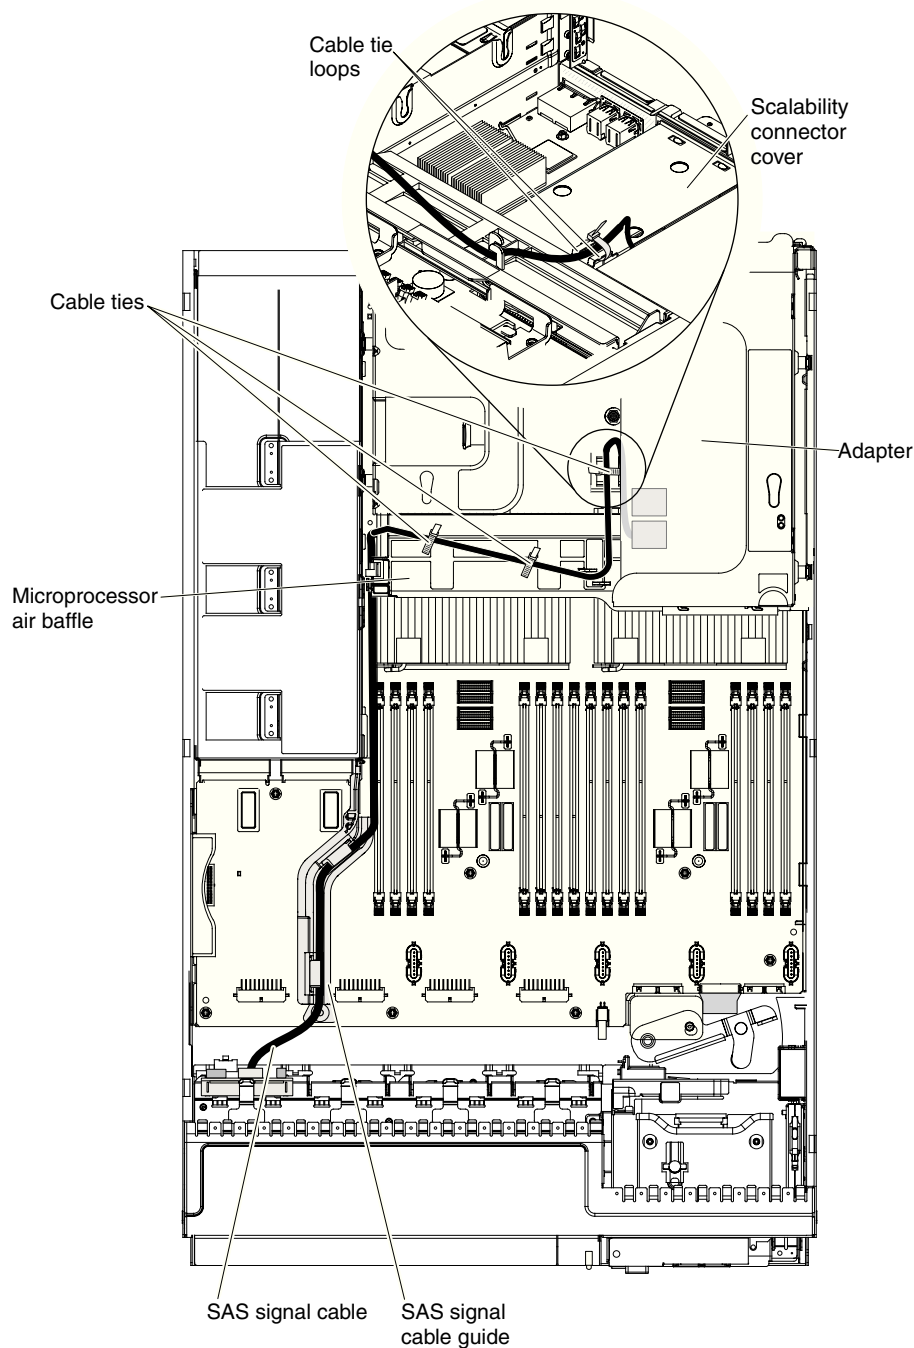 Cable tie
loops
Scalability
connector
cover
Cable ties
Adapter
Microprocessor
air baffle
SAS signal cable
SAS signal
cable guide